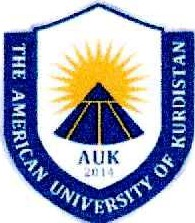 THE AMERICAN UNIVERSITY OF KURDISTAN
AUK
2014